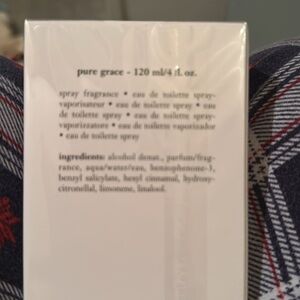 pure grace - 120 ml/4 fl. oz.
spray fragrance • eau de toilette spray-
vaporisateur • eau de toilette spray • eau
de toilette spray • eau de toilette spray-
vaporizzatore • eau de toilette vaporizador
• eau de toilette spray
ingredients: alcohol denat., parfum/frag-
rance, aqua/water/eau, benzophenone-3,
benzyl salicylate, hexyl cinnamal, hydroxy-
citronellal, limonene, linalool.